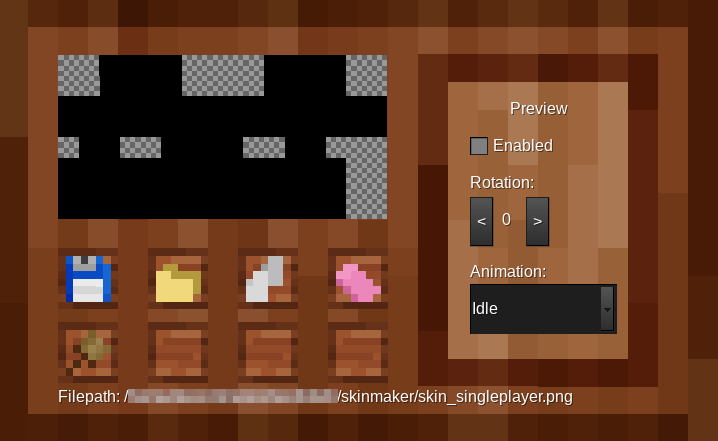 Preview
Enabled
Rotation:
< 0 >
Animation:
Idle
Filepath: / /skinmaker/skin_singleplayer.png